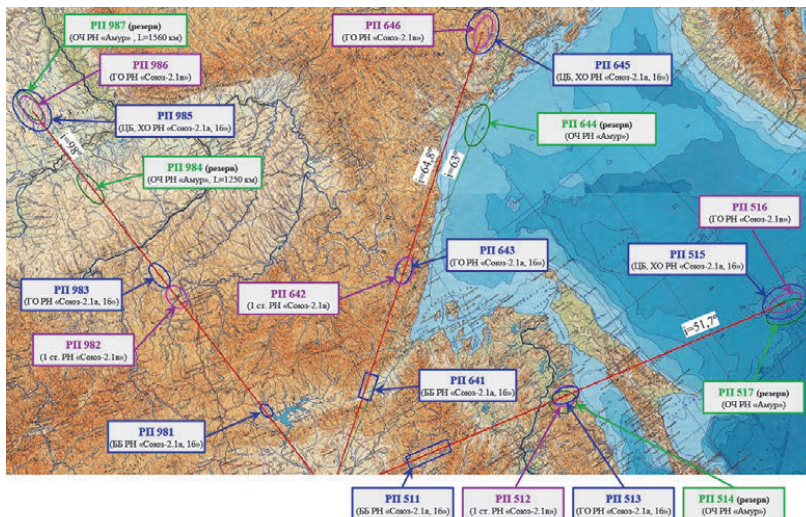 РП 987 (резерв)
(ОЧ РН «Амур» , L=1560 км)
РП 986
(ГО РН «Союз-2.1в»)
РП 985
(ЦБ, ХО РН «Союз-2.1а, 1б»)
i=98°
РП 984 (резерв)
(ОЧ РН «Амур», L=1250 км)
РП 983
(ГО РН «Союз-2.1а, 1б»)
РП 982
(1 ст. РН «Союз-2.1в»)
РП 981
(ББ РН «Союз-2.1а, 1б»)
РП 646
(ГО РН «Союз-2.1в»)
РП 645
(ЦБ, ХО РН «Союз-2.1а, 1б»)
РП 644 (резерв)
(ОЧ РН «Амур»)
i=64,8°
i=63°
РП 643
(ГО РН «Союз-2.1а, 1б»)
РП 642
(1 ст. РН «Союз-2.1в»)
РП 641
(ББ РН «Союз-2.1а, 1б»)
РП 516
(ГО РН «Союз-2.1в»)
РП 515
(ЦБ, ХО РН «Союз-2.1а, 1б»)
i=51,7°
РП 517 (резерв)
(ОЧ РН «Амур»)
РП 511
(ББ РН «Союз-2.1а, 1б»)
РП 512
(1 ст. РН «Союз-2.1в»)
РП 513
(ГО РН «Союз-2.1а, 1б»)
РП 514 (резерв)
(ОЧ РН «Амур»)